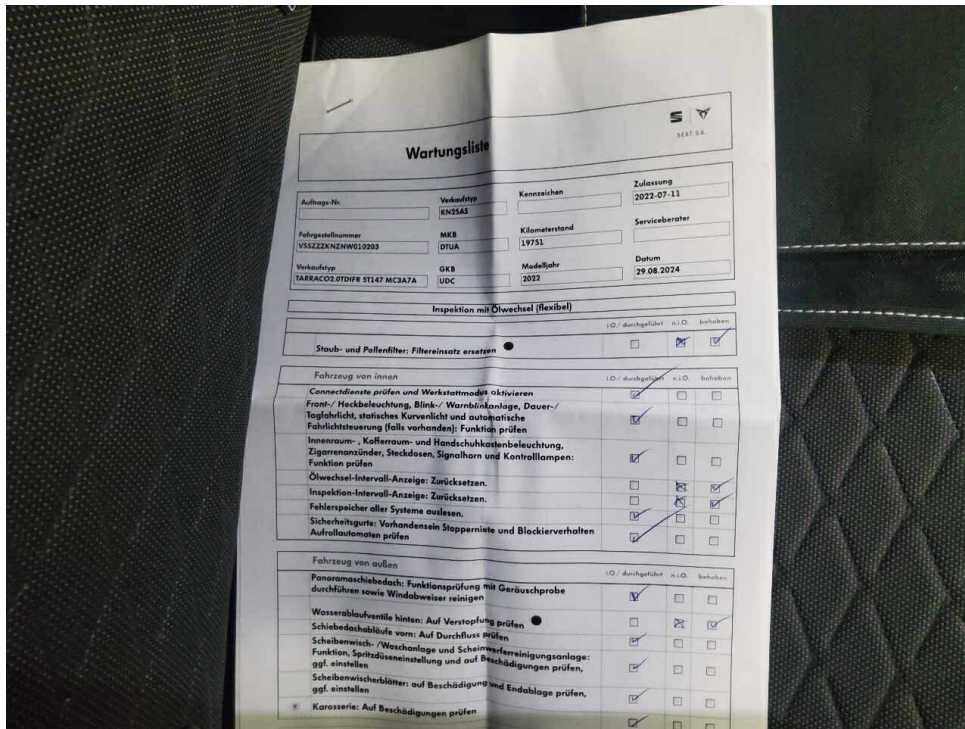 SEAT S.A.
Wartungsliste
Auftrags-Nr.
Verkaufstyp
KN2SAS
Kennzeichen
Zulassung
2022-07-11
Fahrgestellnummer
VSSZZZKNZNW010203
MKB
DTUA
Kilometerstand
19751
Serviceberater
Verkaufstyp
TARRACO2.0TDIFR 5T147 MC3A7A
GKB
UDC
Modelljahr
2022
Datum
29.08.2024
Inspektion mit Ölwechsel (flexibel)
i.O./ durchgeführt n.i.O. behoben
Staub- und Pollenfilter: Filtereinsatz ersetzen
Fahrzeug von innen
i.O./ durchgeführt n.i.O. behoben
Connectdienste prüfen und Werkstattmodus aktivieren
Front-/ Heckbeleuchtung, Blink-/ Warnblinkanlage, Dauer-/
Tagfahrlicht, statisches Kurvenlicht und automatische
Fahrlichtsteuerung (falls vorhanden): Funktion prüfen
Innenraum- , Kofferraum- und Handschuhkastenbeleuchtung,
Zigarrenanzünder, Steckdosen, Signalhorn und Kontrolllampen:
Funktion prüfen
Ölwechsel-Intervall-Anzeige: Zurücksetzen.
Inspektion-Intervall-Anzeige: Zurücksetzen.
Fehlerspeicher aller Systeme auslesen.
Sicherheitsgurte: Vorhandensein Stopperniete und Blockierverhalten
Aufrollautomaten prüfen
Fahrzeug von außen
i.O./ durchgeführt n.i.O. behoben
Panoramaschiebedach: Funktionsprüfung mit Geräuschprobe
durchführen sowie Windabweiser reinigen
Wasserablaufventile hinten: Auf Verstopfung prüfen
Schiebedachabläufe vorn: Auf Durchfluss prüfen
Scheibenwisch- /Waschanlage und Scheinwerferreinigungsanlage:
Funktion, Spritzdüseneinstellung und auf Beschädigungen prüfen,
ggf. einstellen
Scheibenwischerblätter: auf Beschädigung und Endablage prüfen,
ggf. einstellen
Karosserie: Auf Beschädigungen prüfen